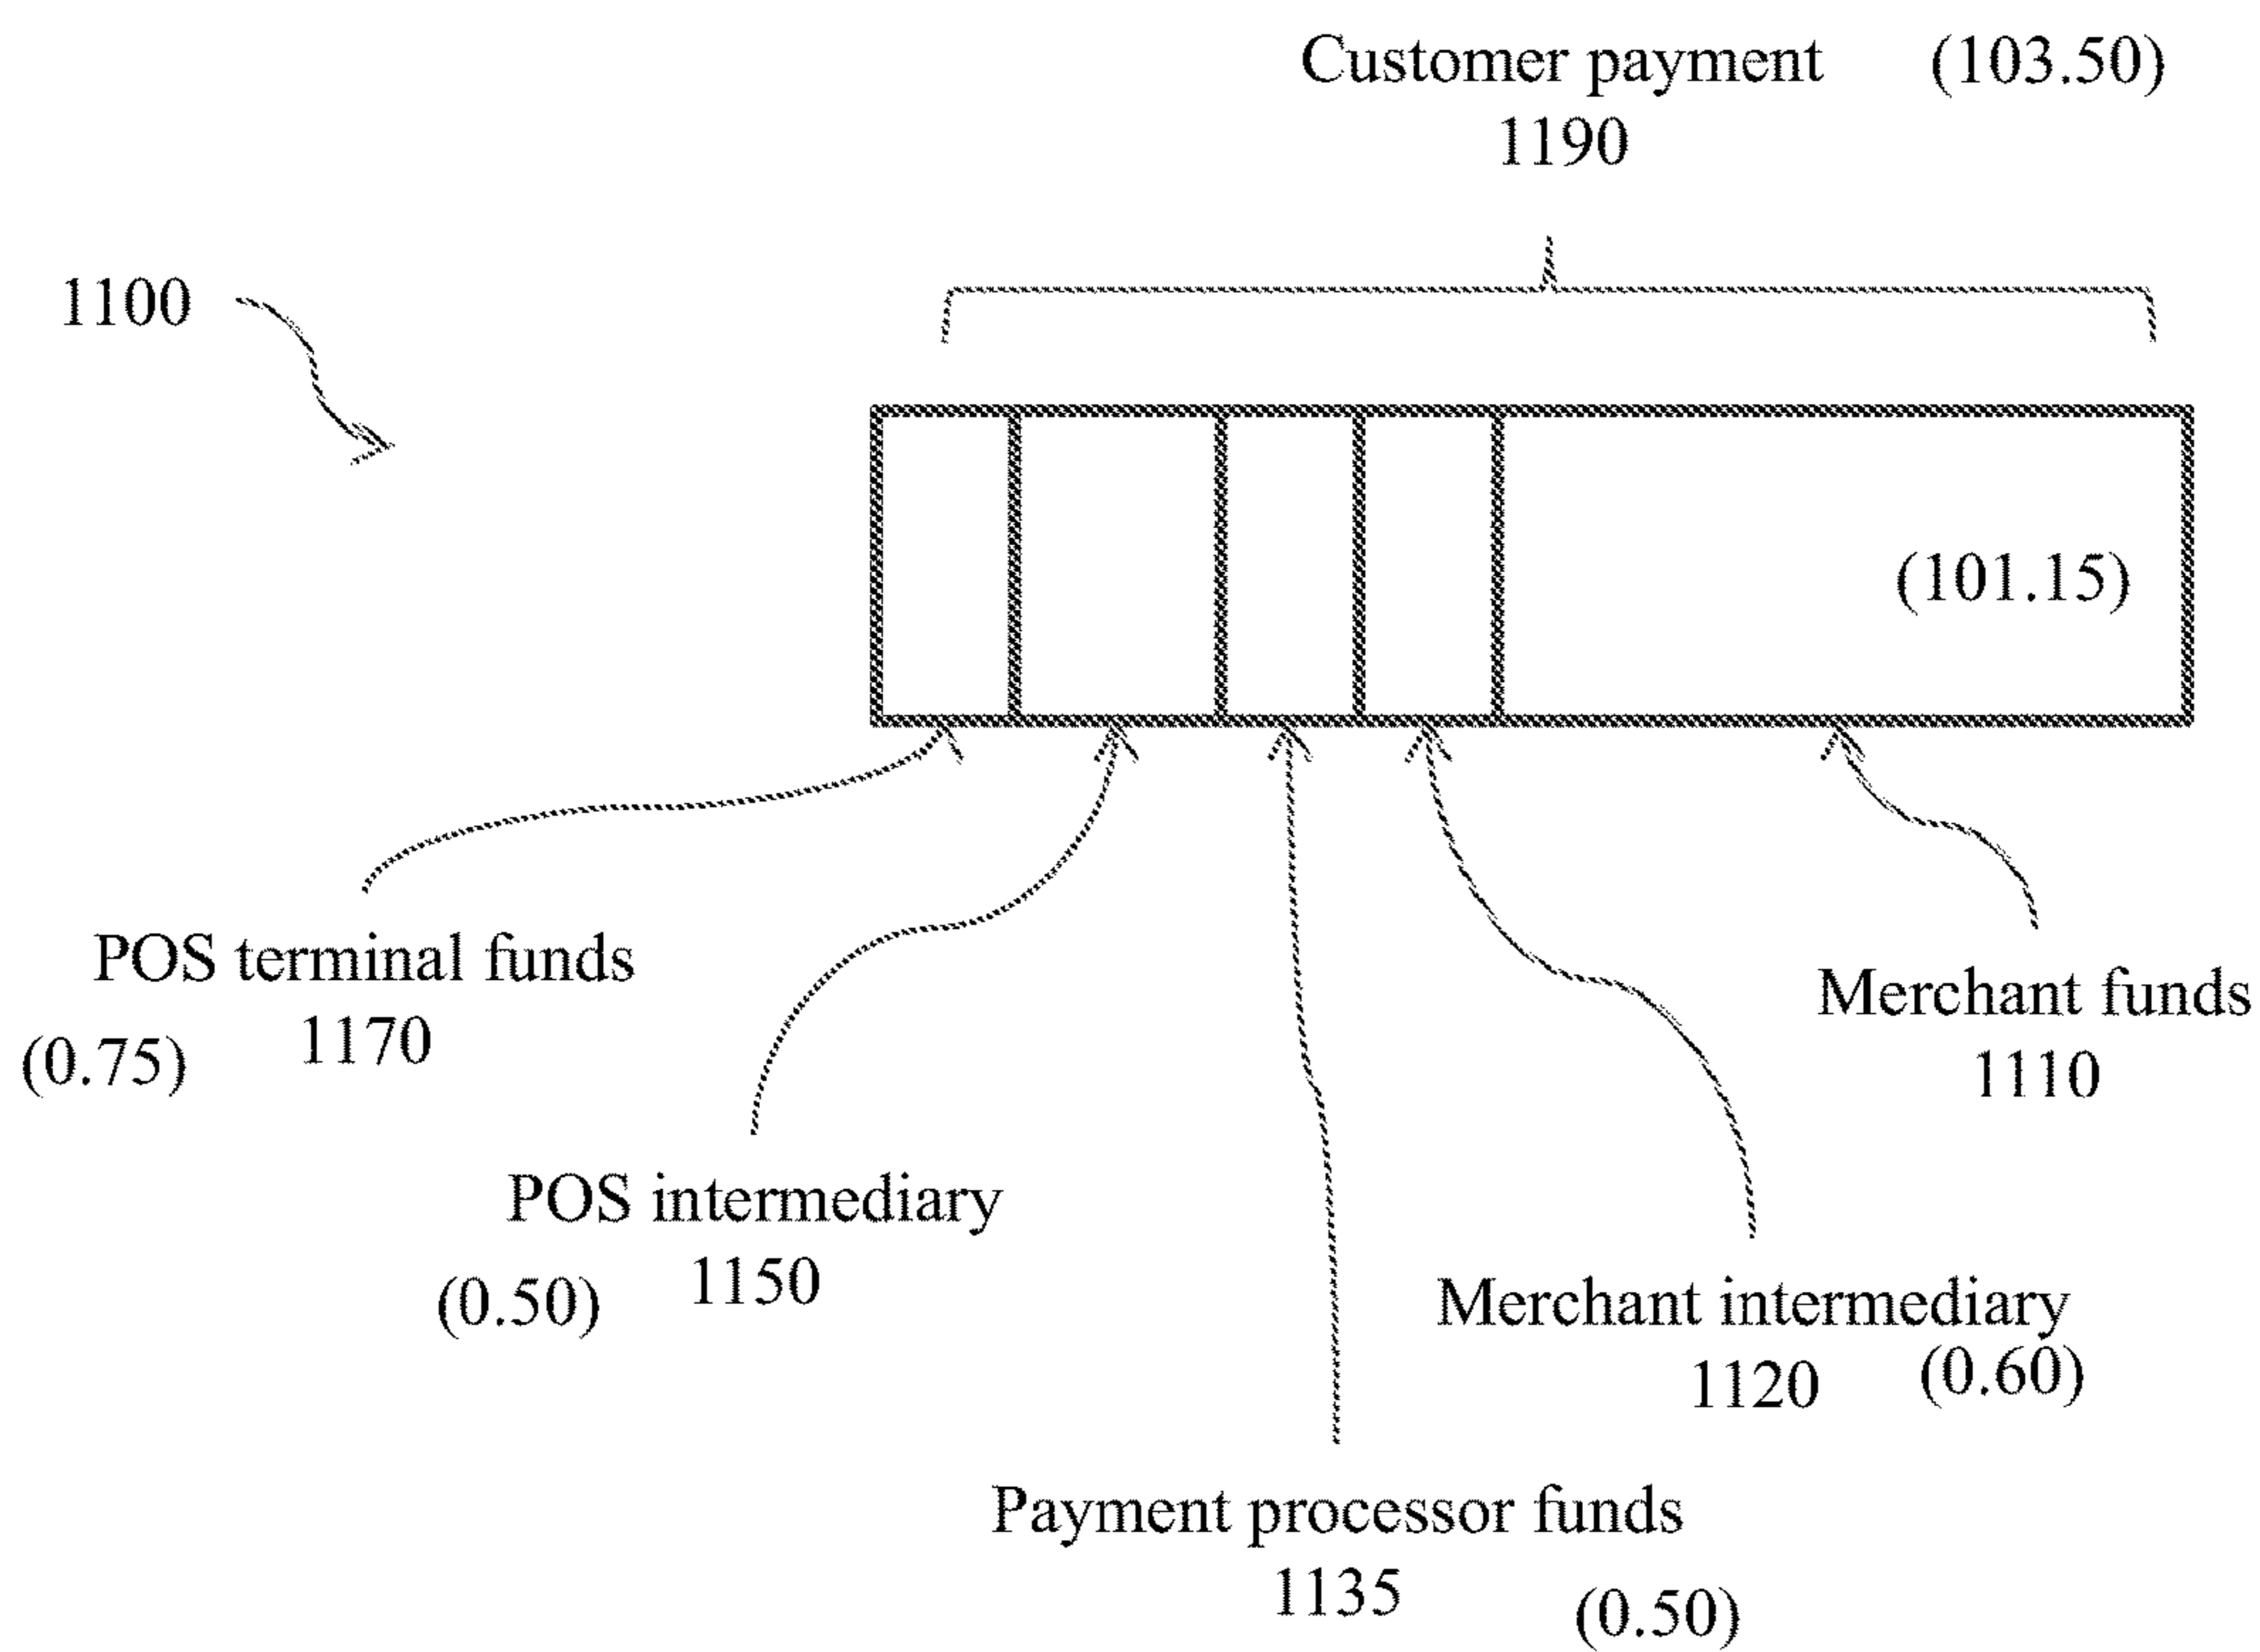 Customer payment (103.50)
1190
1100
(101.15)
POS terminal funds
1170
(0.75)
Merchant funds
1110
POS intermediary
1150
(0.50)
Merchant intermediary
1120 (0.60)
Payment processor funds
1135
(0.50)